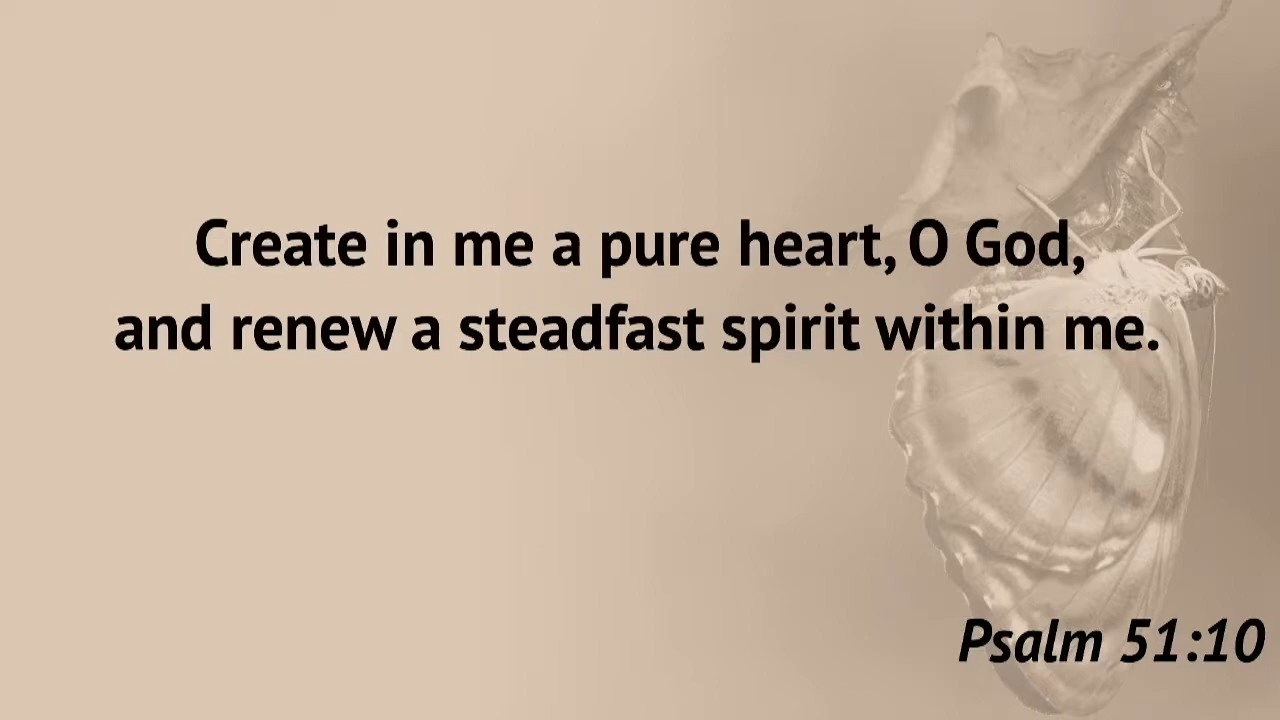 Create in me a pure heart, O God,
and renew a steadfast spirit within me.
Psalm 51:10